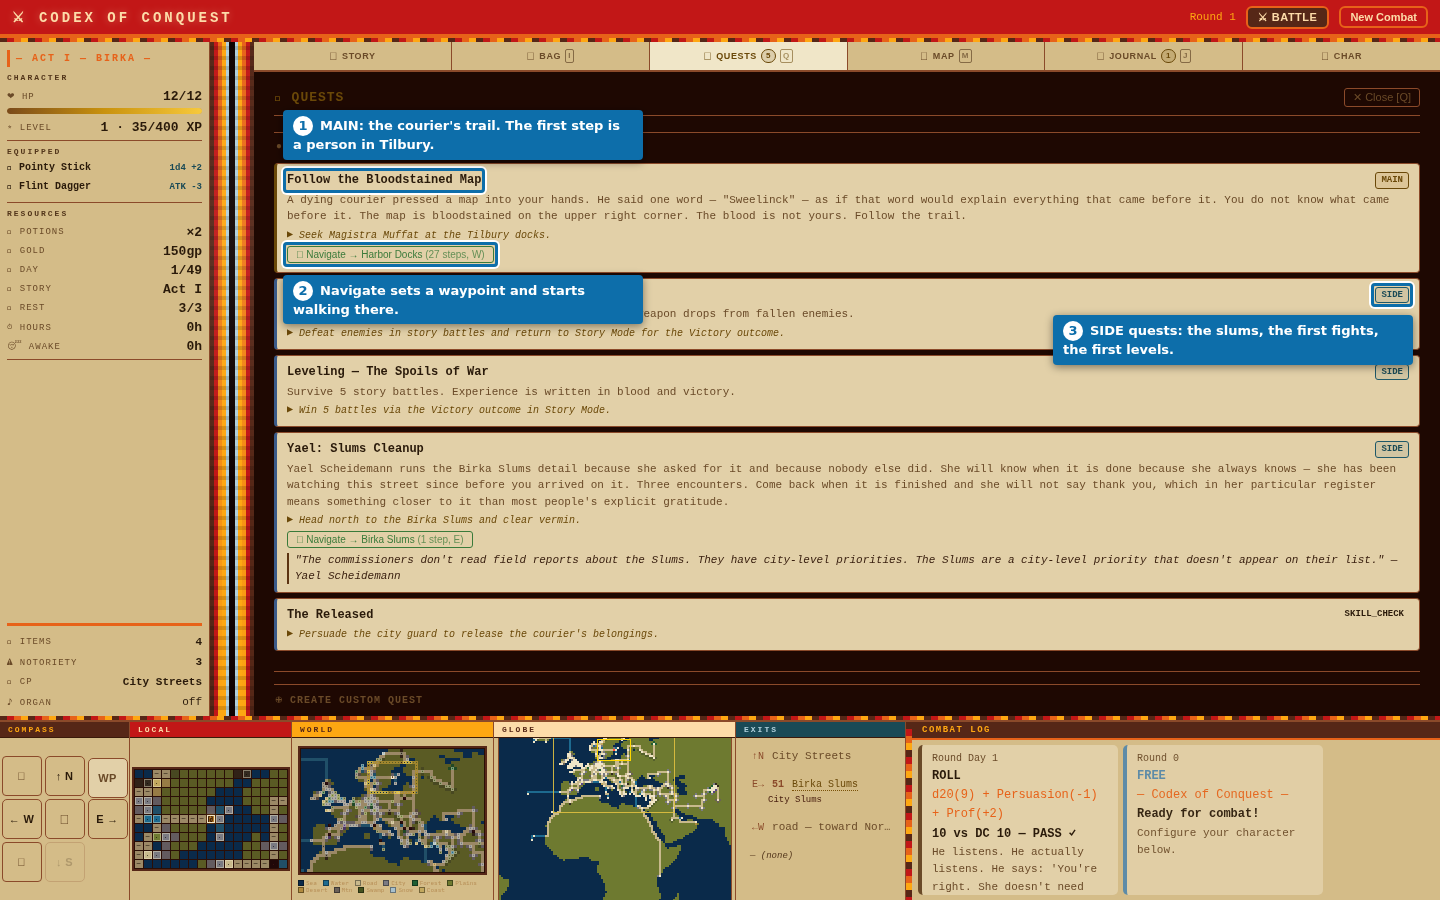 ⚔ CODEX OF CONQUEST
Round 1
⚔ BATTLE
New Combat
— ACT I — BIRKA —
CHARACTER
❤ HP 12/12
LEVEL 1 · 35/400 XP
EQUIPPED
Pointy Stick 1d4 +2
Flint Dagger ATK -3
RESOURCES
POTIONS ×2
GOLD 150gp
DAY 1/49
STORY Act I
REST 3/3
HOURS 0h
AWAKE 0h
ITEMS 4
NOTORIETY 3
CP City Streets
♪ ORGAN off
STORY
BAG I
QUESTS 5 Q
MAP M
JOURNAL 1 J
CHAR
QUESTS
✕ Close [Q]
1 MAIN: the courier's trail. The first step is
a person in Tilbury.
Follow the Bloodstained Map
MAIN
A dying courier pressed a map into your hands. He said one word — "Sweelinck" — as if that word would explain everything that came before it. You do not know what came
before it. The map is bloodstained on the upper right corner. The blood is not yours. Follow the trail.
▶ Seek Magistra Muffat at the Tilbury docks.
Navigate → Harbor Docks (27 steps, W)
2 Navigate sets a waypoint and starts
walking there.
SIDE
eapon drops from fallen enemies.
▶ Defeat enemies in story battles and return to Story Mode for the Victory outcome.
3 SIDE quests: the slums, the first fights,
the first levels.
Leveling — The Spoils of War
SIDE
Survive 5 story battles. Experience is written in blood and victory.
▶ Win 5 battles via the Victory outcome in Story Mode.
Yael: Slums Cleanup
SIDE
Yael Scheidemann runs the Birka Slums detail because she asked for it and because nobody else did. She will know when it is done because she always knows — she has been
watching this street since before you arrived on it. Three encounters. Come back when it is finished and she will not say thank you, which in her particular register
means something closer to it than most people's explicit gratitude.
▶ Head north to the Birka Slums and clear vermin.
Navigate → Birka Slums (1 step, E)
"The commissioners don't read field reports about the Slums. They have city-level priorities. The Slums are a city-level priority that doesn't appear on their list." —
Yael Scheidemann
The Released
SKILL_CHECK
▶ Persuade the city guard to release the courier's belongings.
CREATE CUSTOM QUEST
COMPASS
↑ N
WP
← W
E →
↓ S
LOCAL
WORLD
GLOBE
EXITS
↑N City Streets
E→ 51 Birka Slums
City Slums
←W road — toward Nor…
— (none)
COMBAT LOG
Round Day 1
ROLL
d20(9) + Persuasion(-1)
+ Prof(+2)
10 vs DC 10 — PASS ✓
He listens. He actually
listens. He says: 'You're
right. She doesn't need
Round 0
FREE
— Codex of Conquest —
Ready for combat!
Configure your character
below.